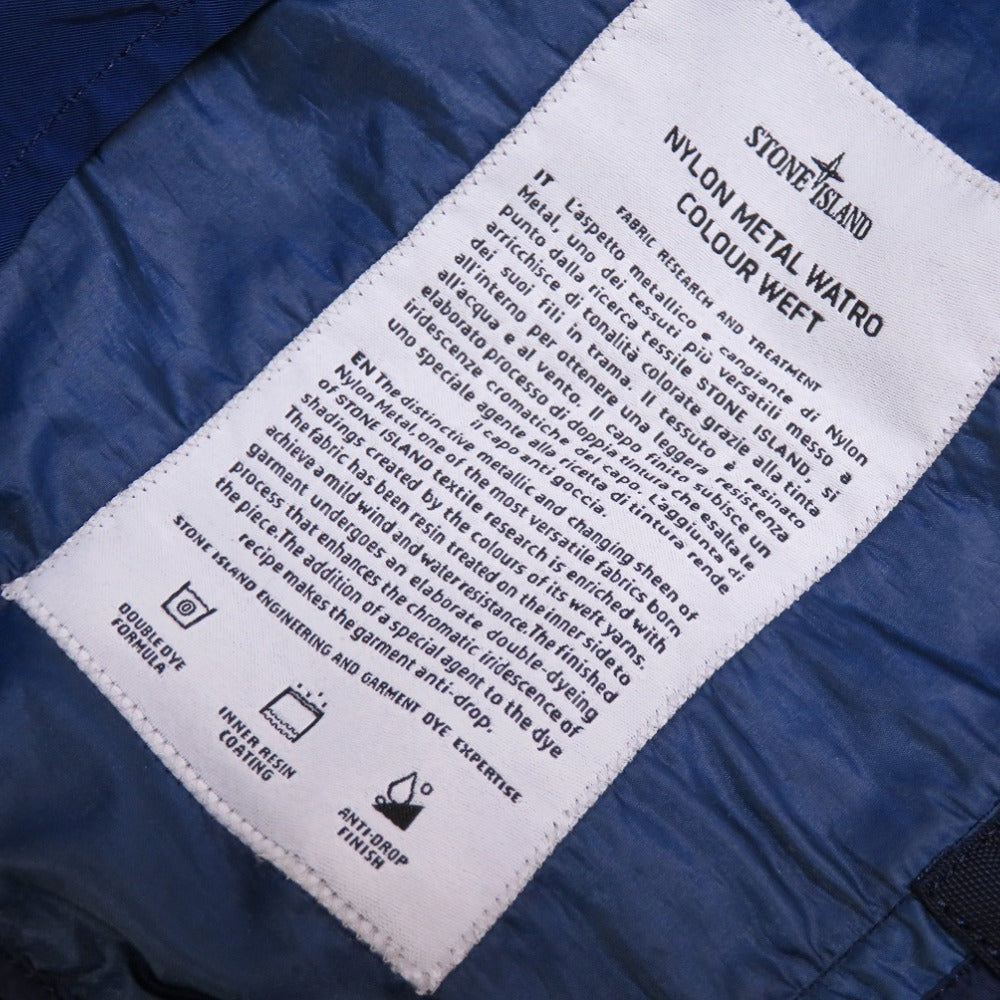 STONE ISLAND
NYLON METAL WATRO
COLOUR WEFT
FABRIC RESEARCH AND TREATMENT
IT L'aspetto metallico e cangiante di Nylon
Metal, uno dei tessuti più versatili messo a
punto dalla ricerca tessile STONE ISLAND, si
arricchisce di tonalità colorate grazie alla tinta
dei suoi fili in trama. Il tessuto è resinato
all'interno per ottenere una leggera resistenza
all'acqua e al vento. Il capo finito subisce un
elaborato processo di doppia tintura che esalta le
iridescenze cromatiche del capo. L'aggiunta di
uno speciale agente alla ricetta di tintura rende
il capo anti goccia.
EN The distinctive metallic and changing sheen of
Nylon Metal, one of the most versatile fabrics born
of STONE ISLAND textile research is enriched with
shadings created by the colours of its weft yarns.
The fabric has been resin treated on the inner side to
achieve a mild wind and water resistance. The finished
garment undergoes an elaborate double-dyeing
process that enhances the chromatic iridescence of
the piece. The addition of a special agent to the dye
recipe makes the garment anti-drop.
STONE ISLAND ENGINEERING AND GARMENT DYE EXPERTISE
DOUBLE DYE
FORMULA
INNER RESIN
COATING
ANTI-DROP
FINISH